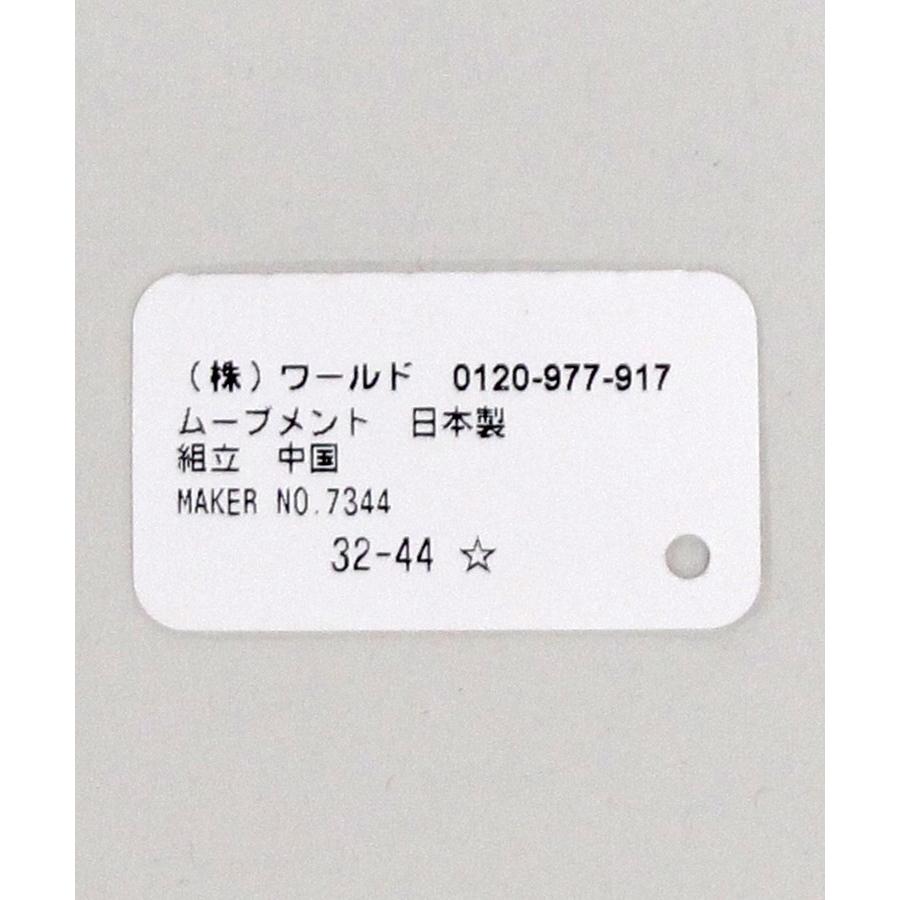 （株）ワールド　0120-977-917
ムーブメント　日本製
組立　中国
MAKER NO.7344
32-44 ☆